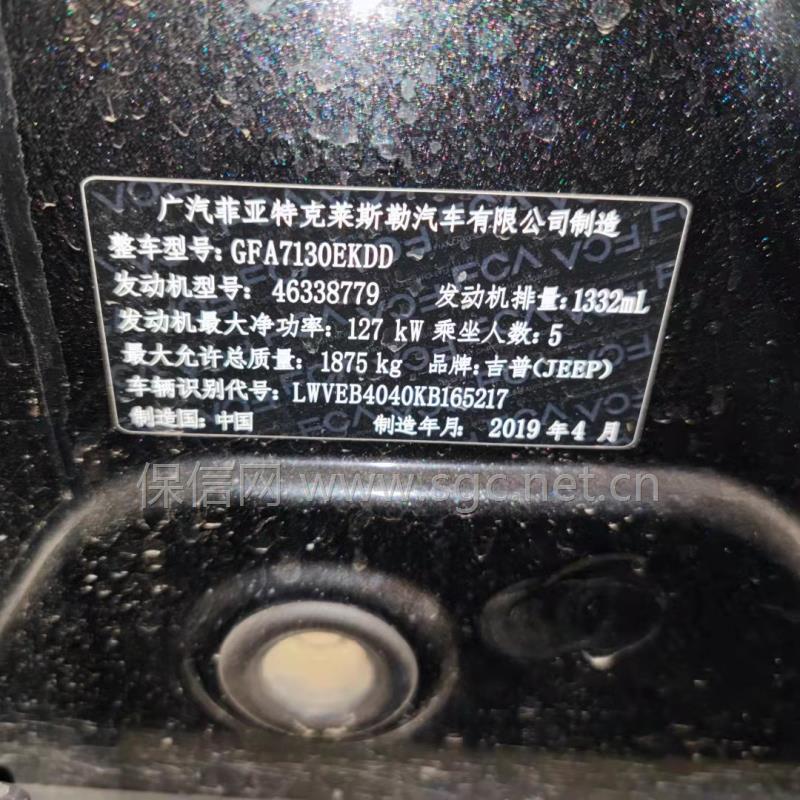 广汽菲亚特克莱斯勒汽车有限公司制造
整车型号: GFA7130EKDD
发动机型号: 46338779 发动机排量: 1332mL
发动机最大净功率: 127 kW 乘坐人数: 5
最大允许总质量: 1875 kg 品牌: 吉普(JEEP)
车辆识别代号: LWVEB4040KB165217
制造国: 中国 制造年月: 2019 年 4 月
保信网 www.sgc.net.cn